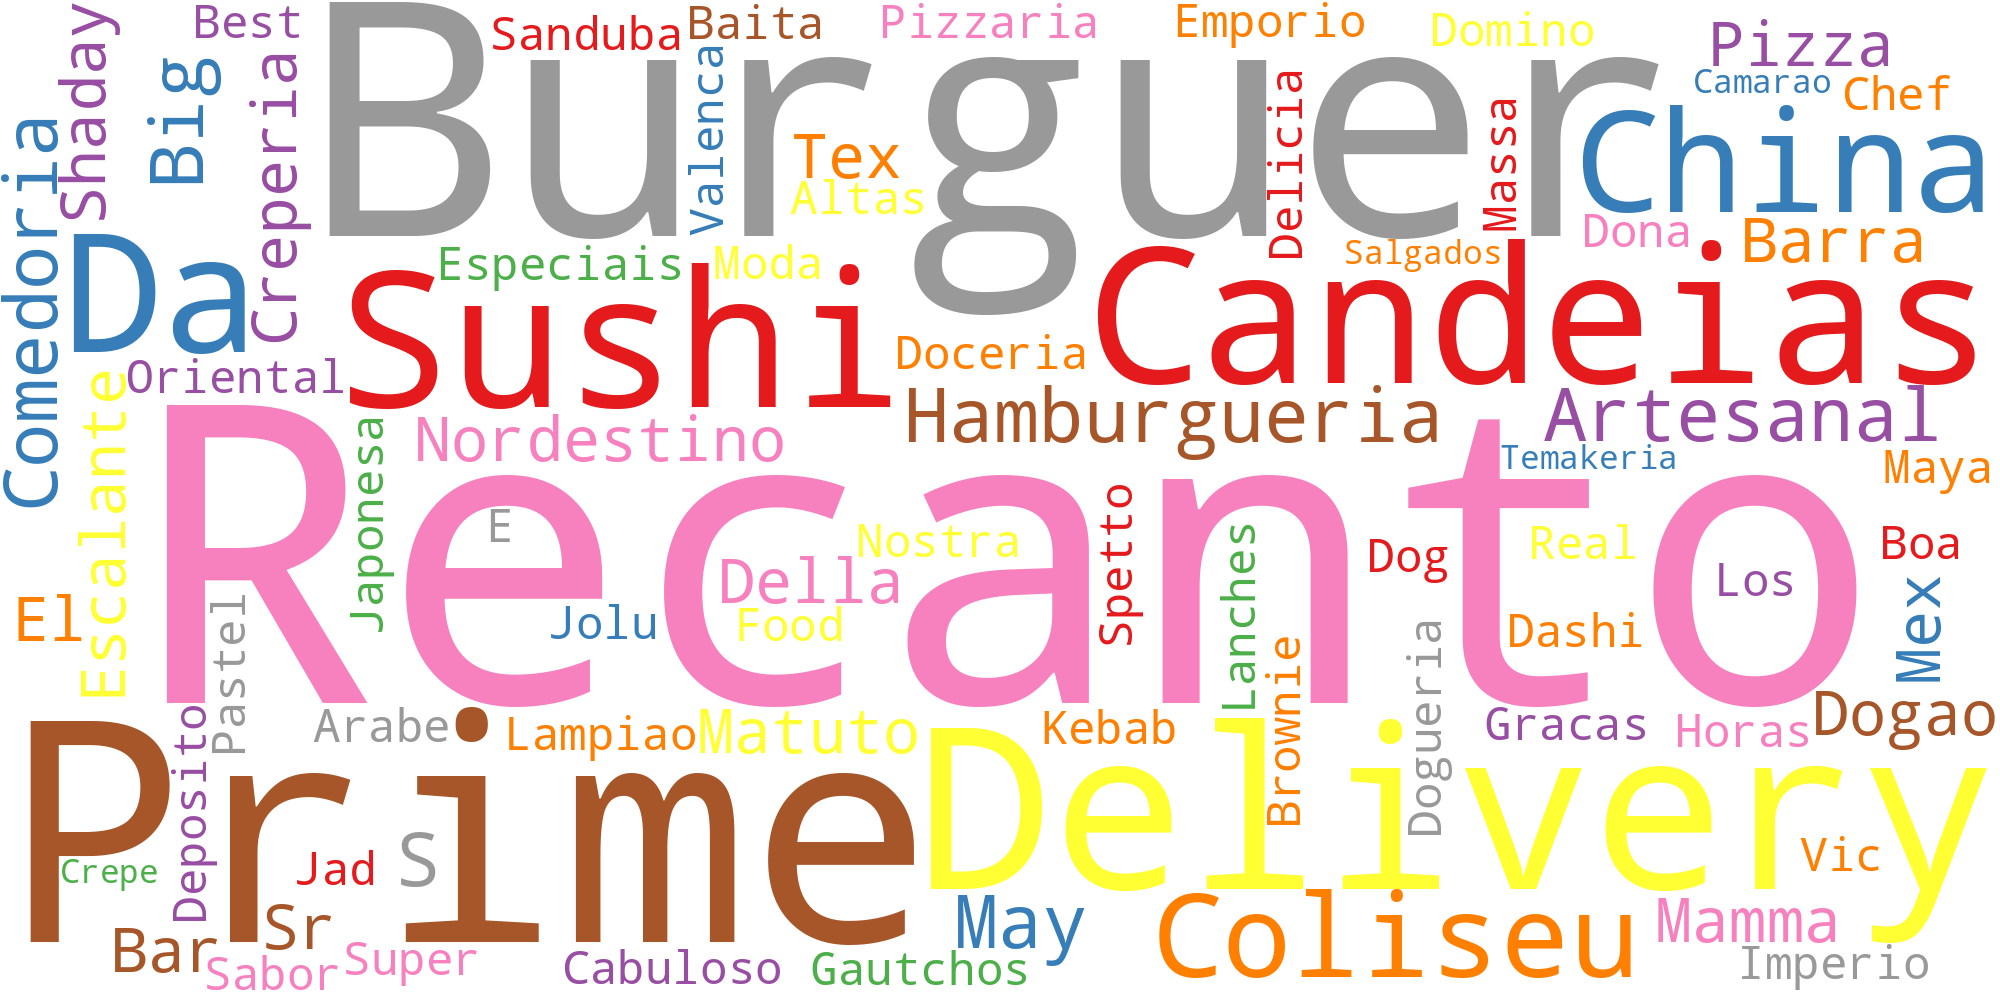 Best
Sanduba
Baita
Pizzaria
Emporio
Domino
Pizza
Shaday
Big
Creperia
Burguer
Valenca
Tex
Altas
Delicia
Massa
Camarao
Chef
China
Comedoria
Da
Especiais
Moda
Salgados
Dona
Barra
Sushi
Candeias
Oriental
Doceria
Escalante
Japonesa
Nordestino
Hamburgueria
Artesanal
Temakeria
Maya
Recanto
E
Della
Nostra
Spetto
Lanches
Dog
Real
Boa
Los
El
Pastel
Jolu
Food
Dashi
Mex
Brownie
Dogueria
Deposito
Arabe
Lampiao
Matuto
Kebab
Gracas
Horas
Dogao
Prime
Delivery
Crepe
Jad
S
Vic
Bar
Sr
May
Coliseu
Mamma
Sabor
Super
Cabuloso
Gautchos
Imperio